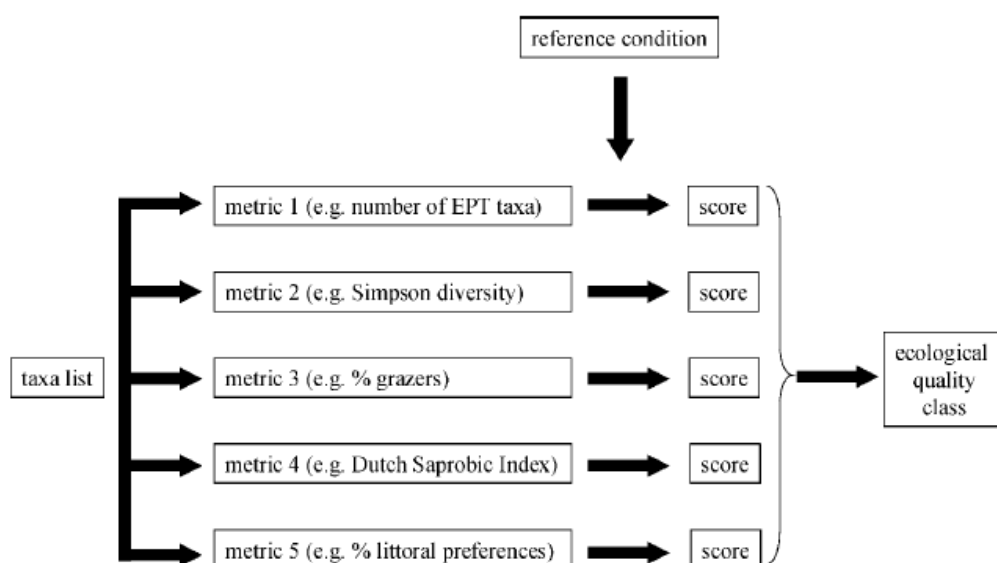 reference condition
metric 1 (e.g. number of EPT taxa)
score
metric 2 (e.g. Simpson diversity)
score
taxa list
metric 3 (e.g. % grazers)
score
ecological
quality
class
metric 4 (e.g. Dutch Saprobic Index)
score
metric 5 (e.g. % littoral preferences)
score